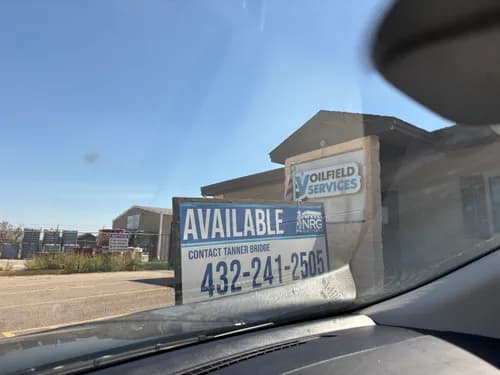 OILFIELD
SERVICES
AVAILABLE
NRG
CONTACT TANNER BRIDGE
432-241-2505